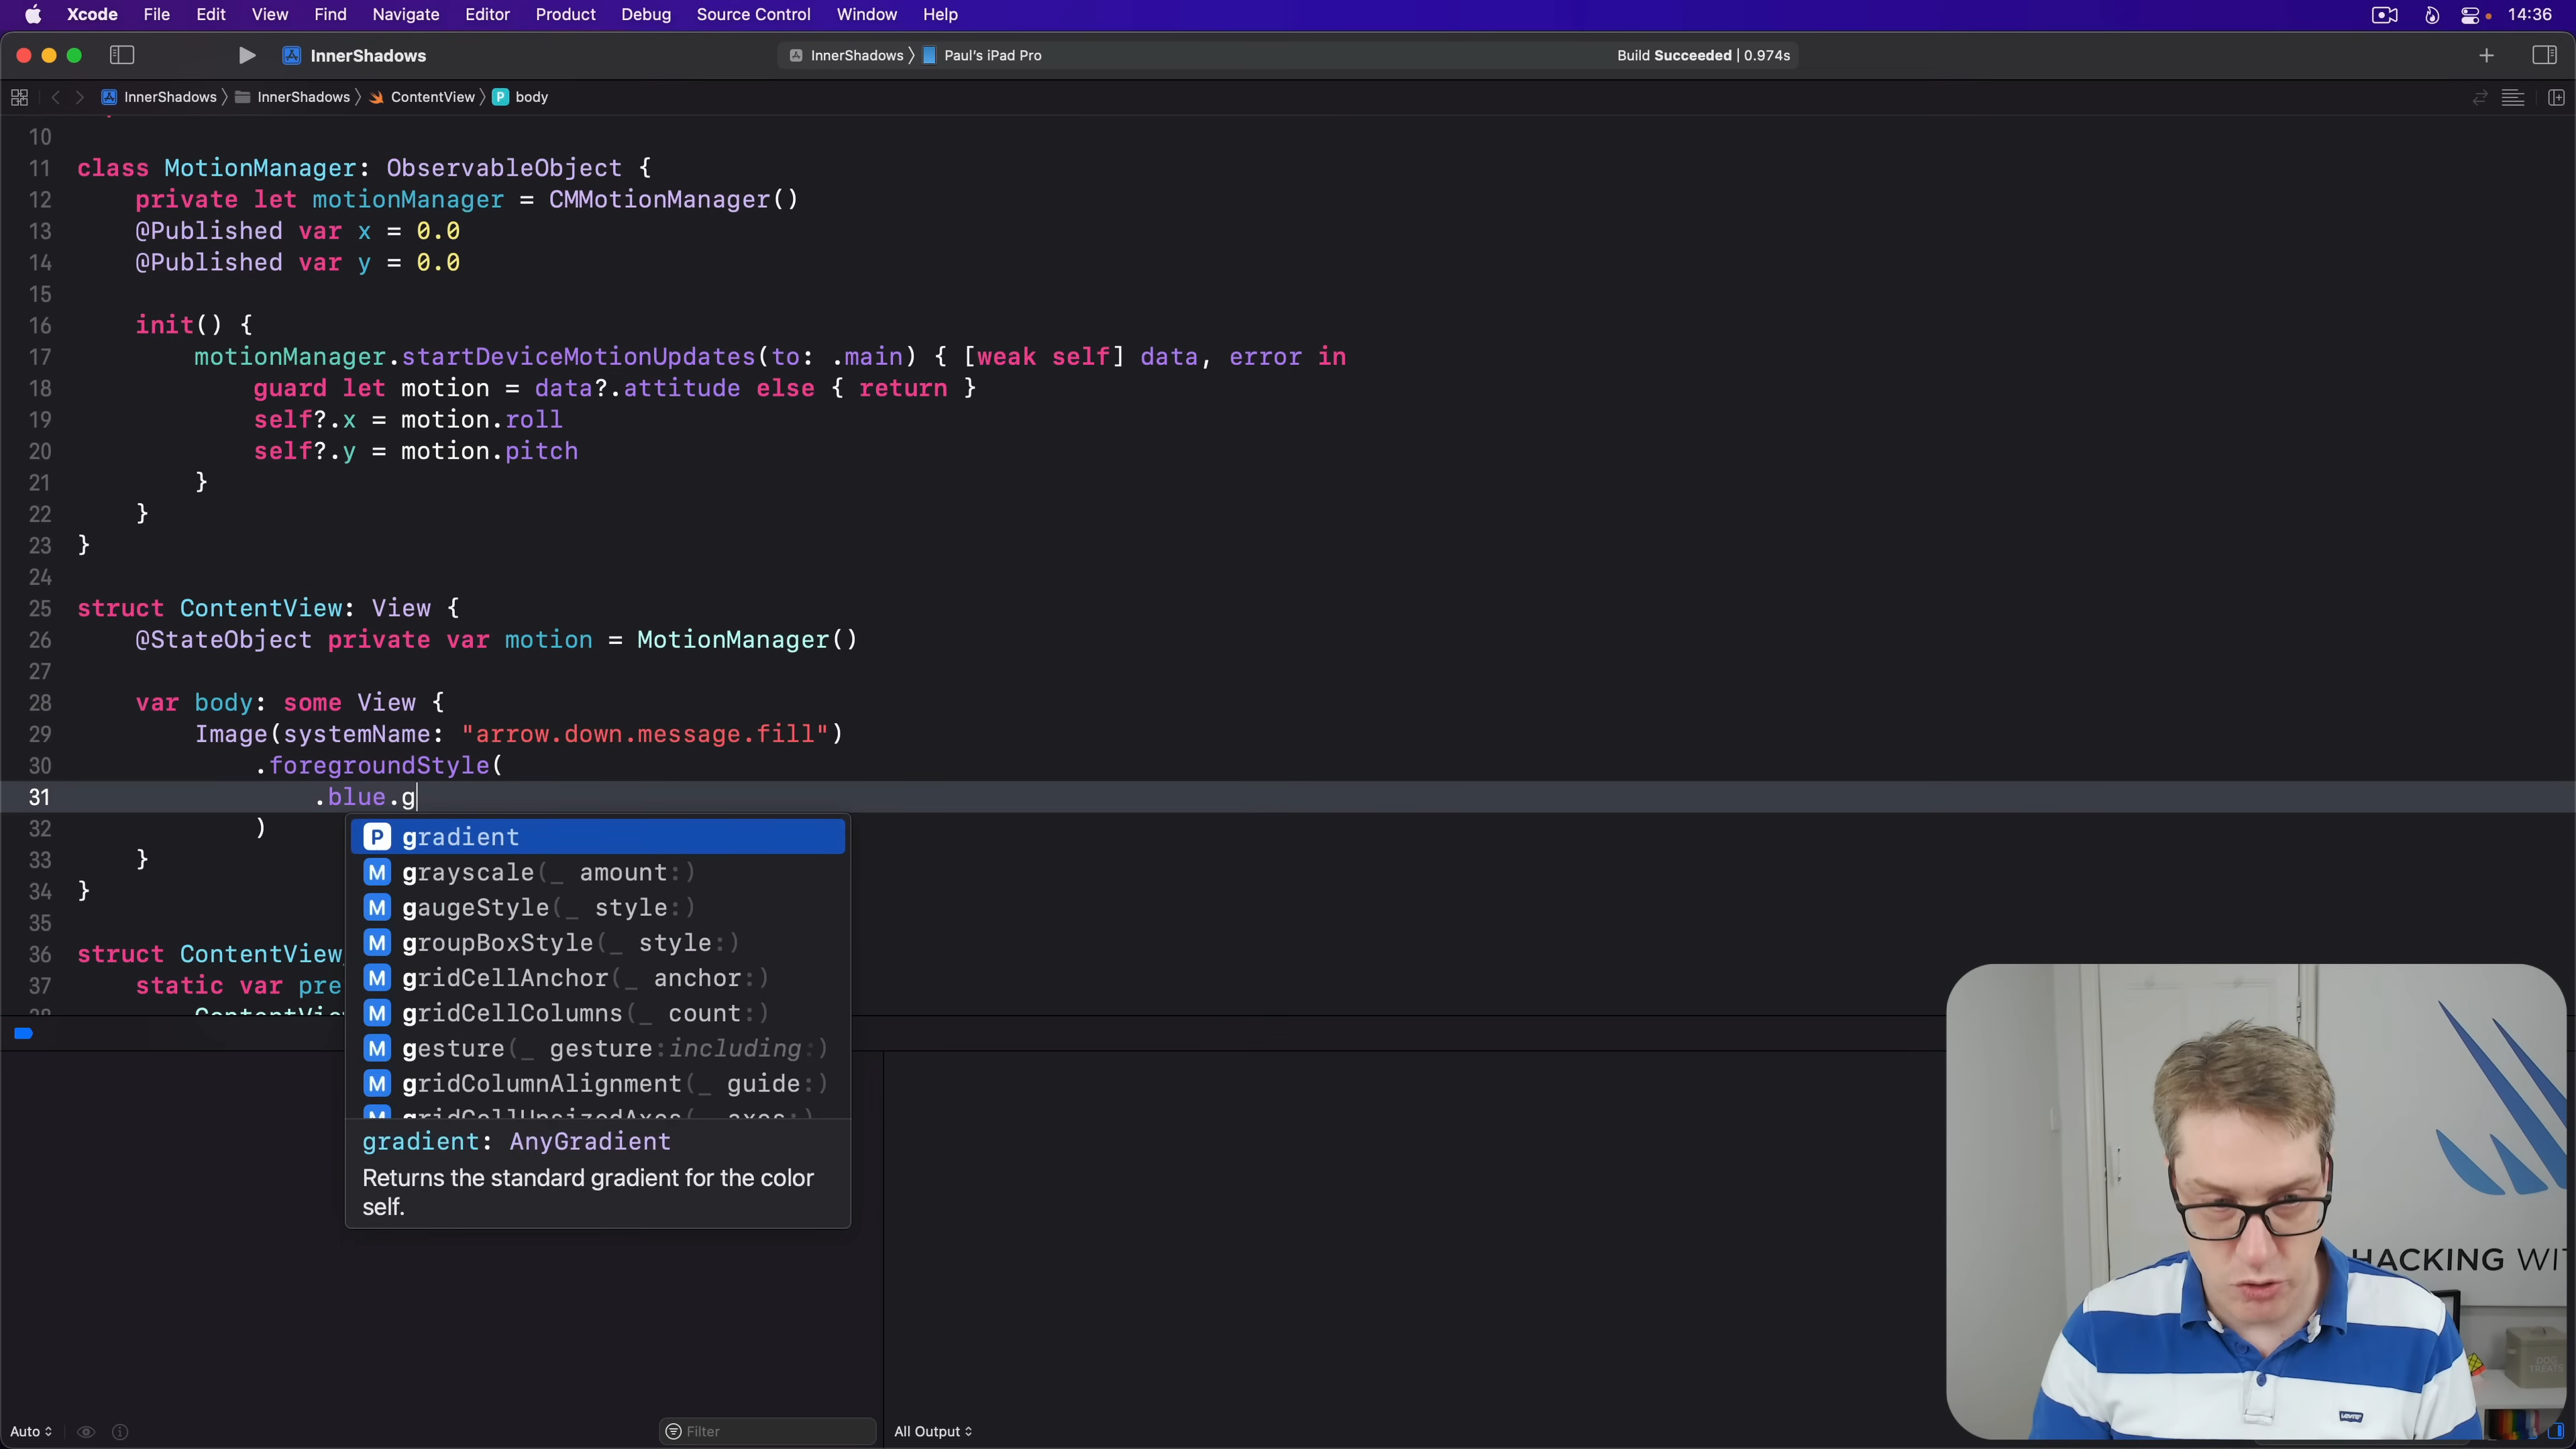 Xcode File Edit View Find Navigate Editor Product Debug Source Control Window Help 14:36
InnerShadows InnerShadows Paul's iPad Pro Build Succeeded | 0.974s
InnerShadows InnerShadows ContentView P body
10
11 class MotionManager: ObservableObject {
12 private let motionManager = CMMotionManager()
13 @Published var x = 0.0
14 @Published var y = 0.0
15
16 init() {
17 motionManager.startDeviceMotionUpdates(to: .main) { [weak self] data, error in
18 guard let motion = data?.attitude else { return }
19 self?.x = motion.roll
20 self?.y = motion.pitch
21 }
22 }
23 }
24
25 struct ContentView: View {
26 @StateObject private var motion = MotionManager()
27
28 var body: some View {
29 Image(systemName: "arrow.down.message.fill")
30 .foregroundStyle(
31 .blue.g
32 )
33 }
34 }
35
36 struct ContentView
37 static var pre
ContentView
P gradient
M grayscale(_ amount:)
M gaugeStyle(_ style:)
M groupBoxStyle(_ style:)
M gridCellAnchor(_ anchor:)
M gridCellColumns(_ count:)
M gesture(_ gesture:including:)
M gridColumnAlignment(_ guide:)
M gridCellUnsizedAxes(_ axes:)
gradient: AnyGradient
Returns the standard gradient for the color
self.
HACKING WIT
DOG
TREATS
Levi's
Auto Filter All Output